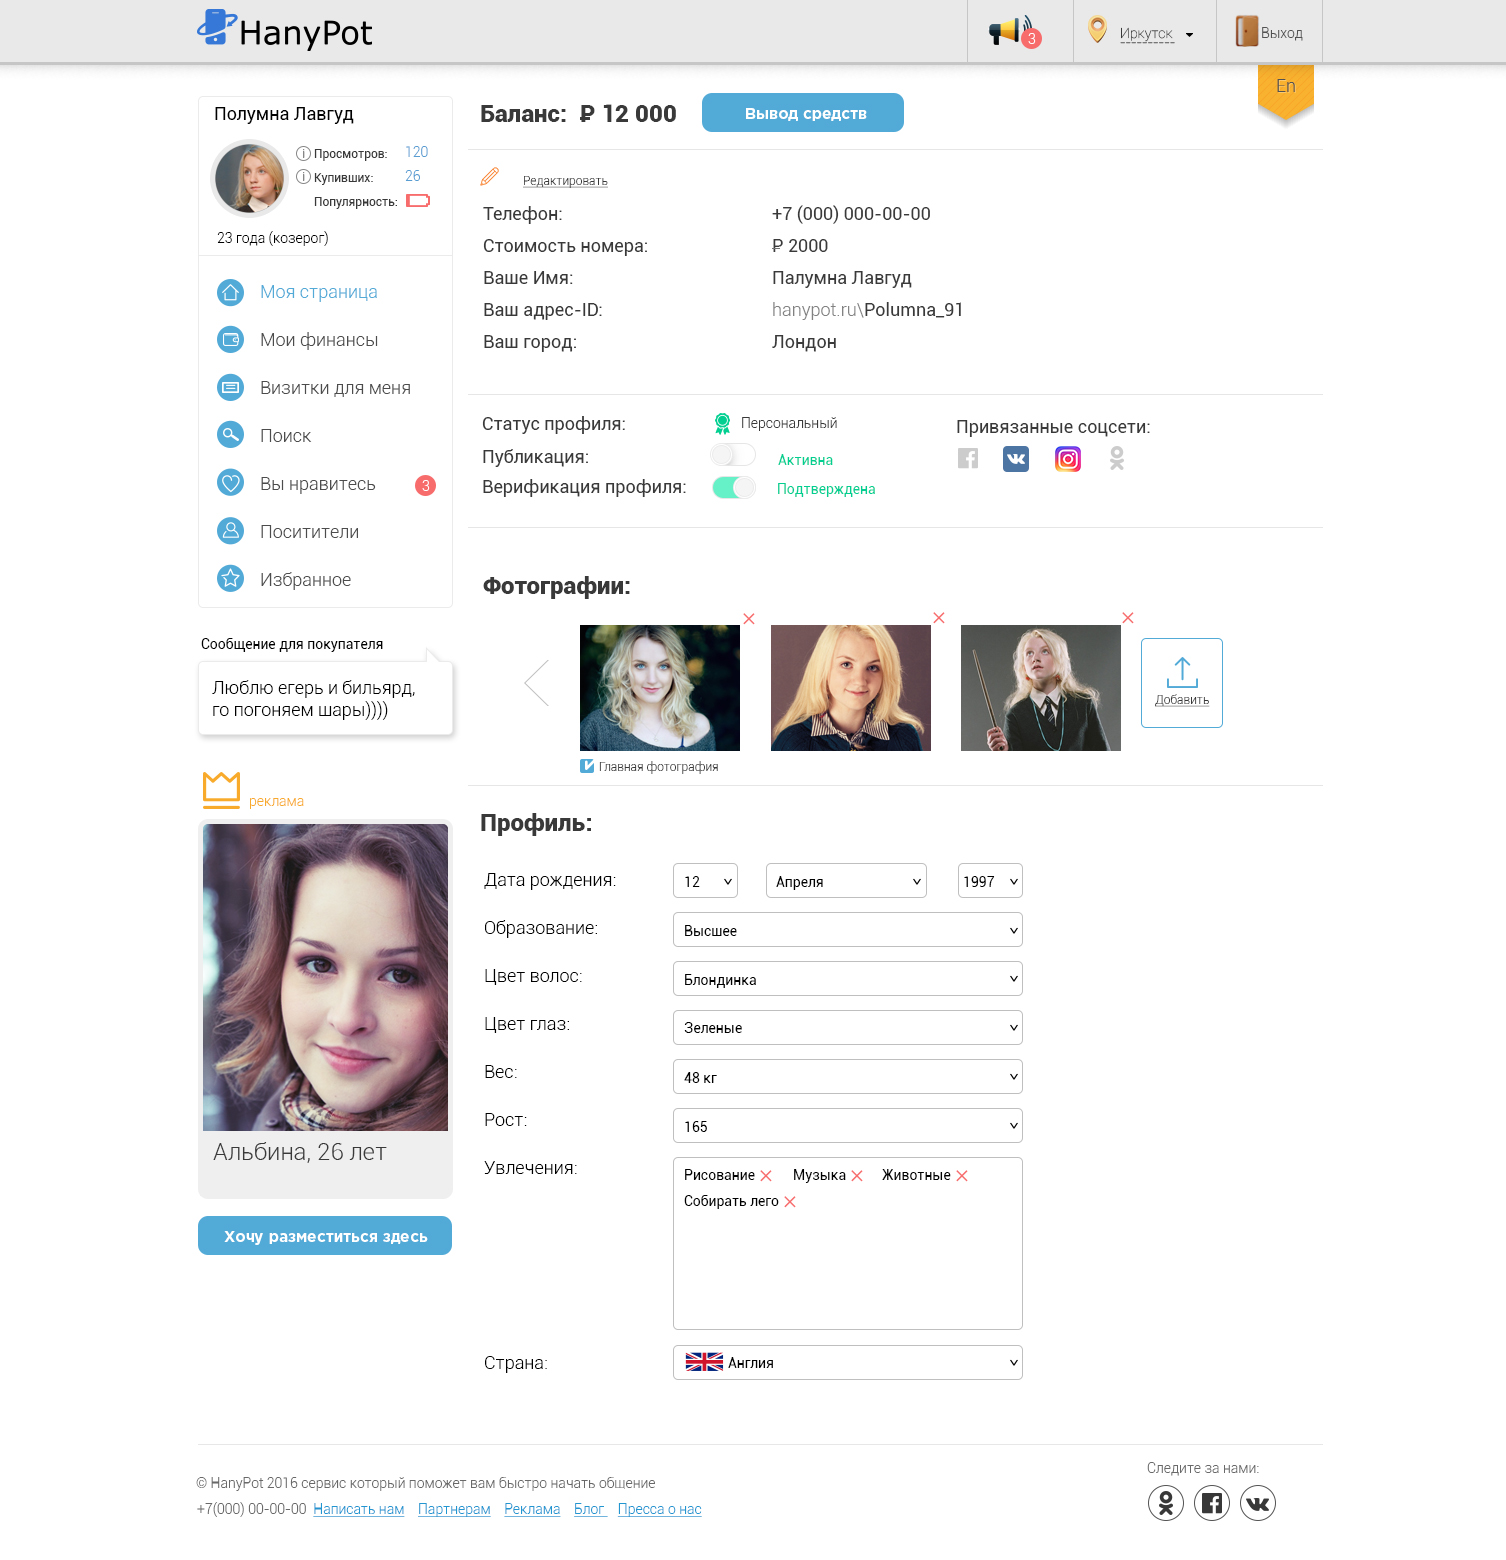 HanyPot
3
Иркутск
Выход
En
Полумна Лавгуд
Просмотров: 120
Купивших: 26
Популярность:
23 года (козерог)
Моя страница
Мои финансы
Визитки для меня
Поиск
Вы нравитесь 3
Поситители
Избранное
Сообщение для покупателя
Люблю егерь и бильярд,
го погоняем шары))))
реклама
Альбина, 26 лет
Хочу разместиться здесь
Баланс: ₽ 12 000
Вывод средств
Редактировать
Телефон: +7 (000) 000-00-00
Стоимость номера: ₽ 2000
Ваше Имя: Палумна Лавгуд
Ваш адрес-ID: hanypot.ru\Polumna_91
Ваш город: Лондон
Статус профиля: Персональный
Публикация: Активна
Верификация профиля: Подтверждена
Привязанные соцсети:
Фотографии:
Добавить
Главная фотография
Профиль:
Дата рождения: 12 Апреля 1997
Образование: Высшее
Цвет волос: Блондинка
Цвет глаз: Зеленые
Вес: 48 кг
Рост: 165
Увлечения: Рисование Музыка Животные
Собирать лего
Страна: Англия
© HanyPot 2016 сервис который поможет вам быстро начать общение
+7(000) 00-00-00 Написать нам Партнерам Реклама Блог Пресса о нас
Следите за нами: